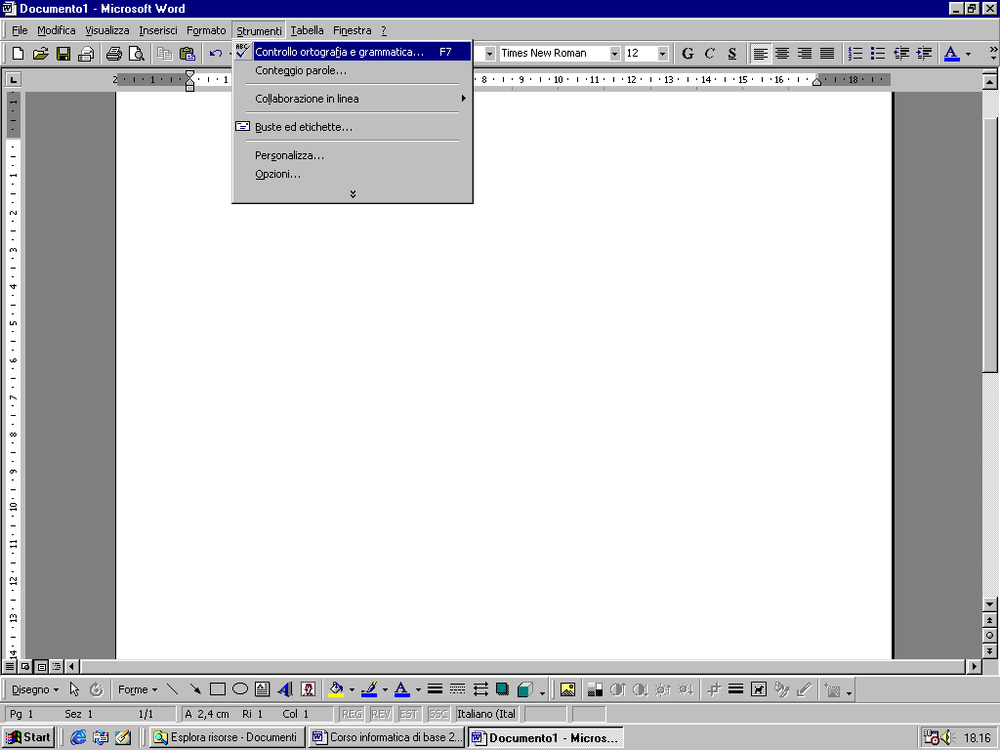 Documento1 - Microsoft Word
File Modifica Visualizza Inserisci Formato Strumenti Tabella Finestra ?
Times New Roman 12 G C S
ABC Controllo ortografia e grammatica... F7
Conteggio parole...
Collaborazione in linea
Buste ed etichette...
Personalizza...
Opzioni...
2 1 1 8 9 10 11 12 13 14 15 16 18
1
1
2
3
4
5
6
7
8
9
10
11
12
13
14
Disegno Forme
Pg 1 Sez 1 1/1 A 2,4 cm Ri 1 Col 1 REG REV EST SSC Italiano (Ital
Start Esplora risorse - Documenti Corso informatica di base 2... Documento1 - Micros... 18.16